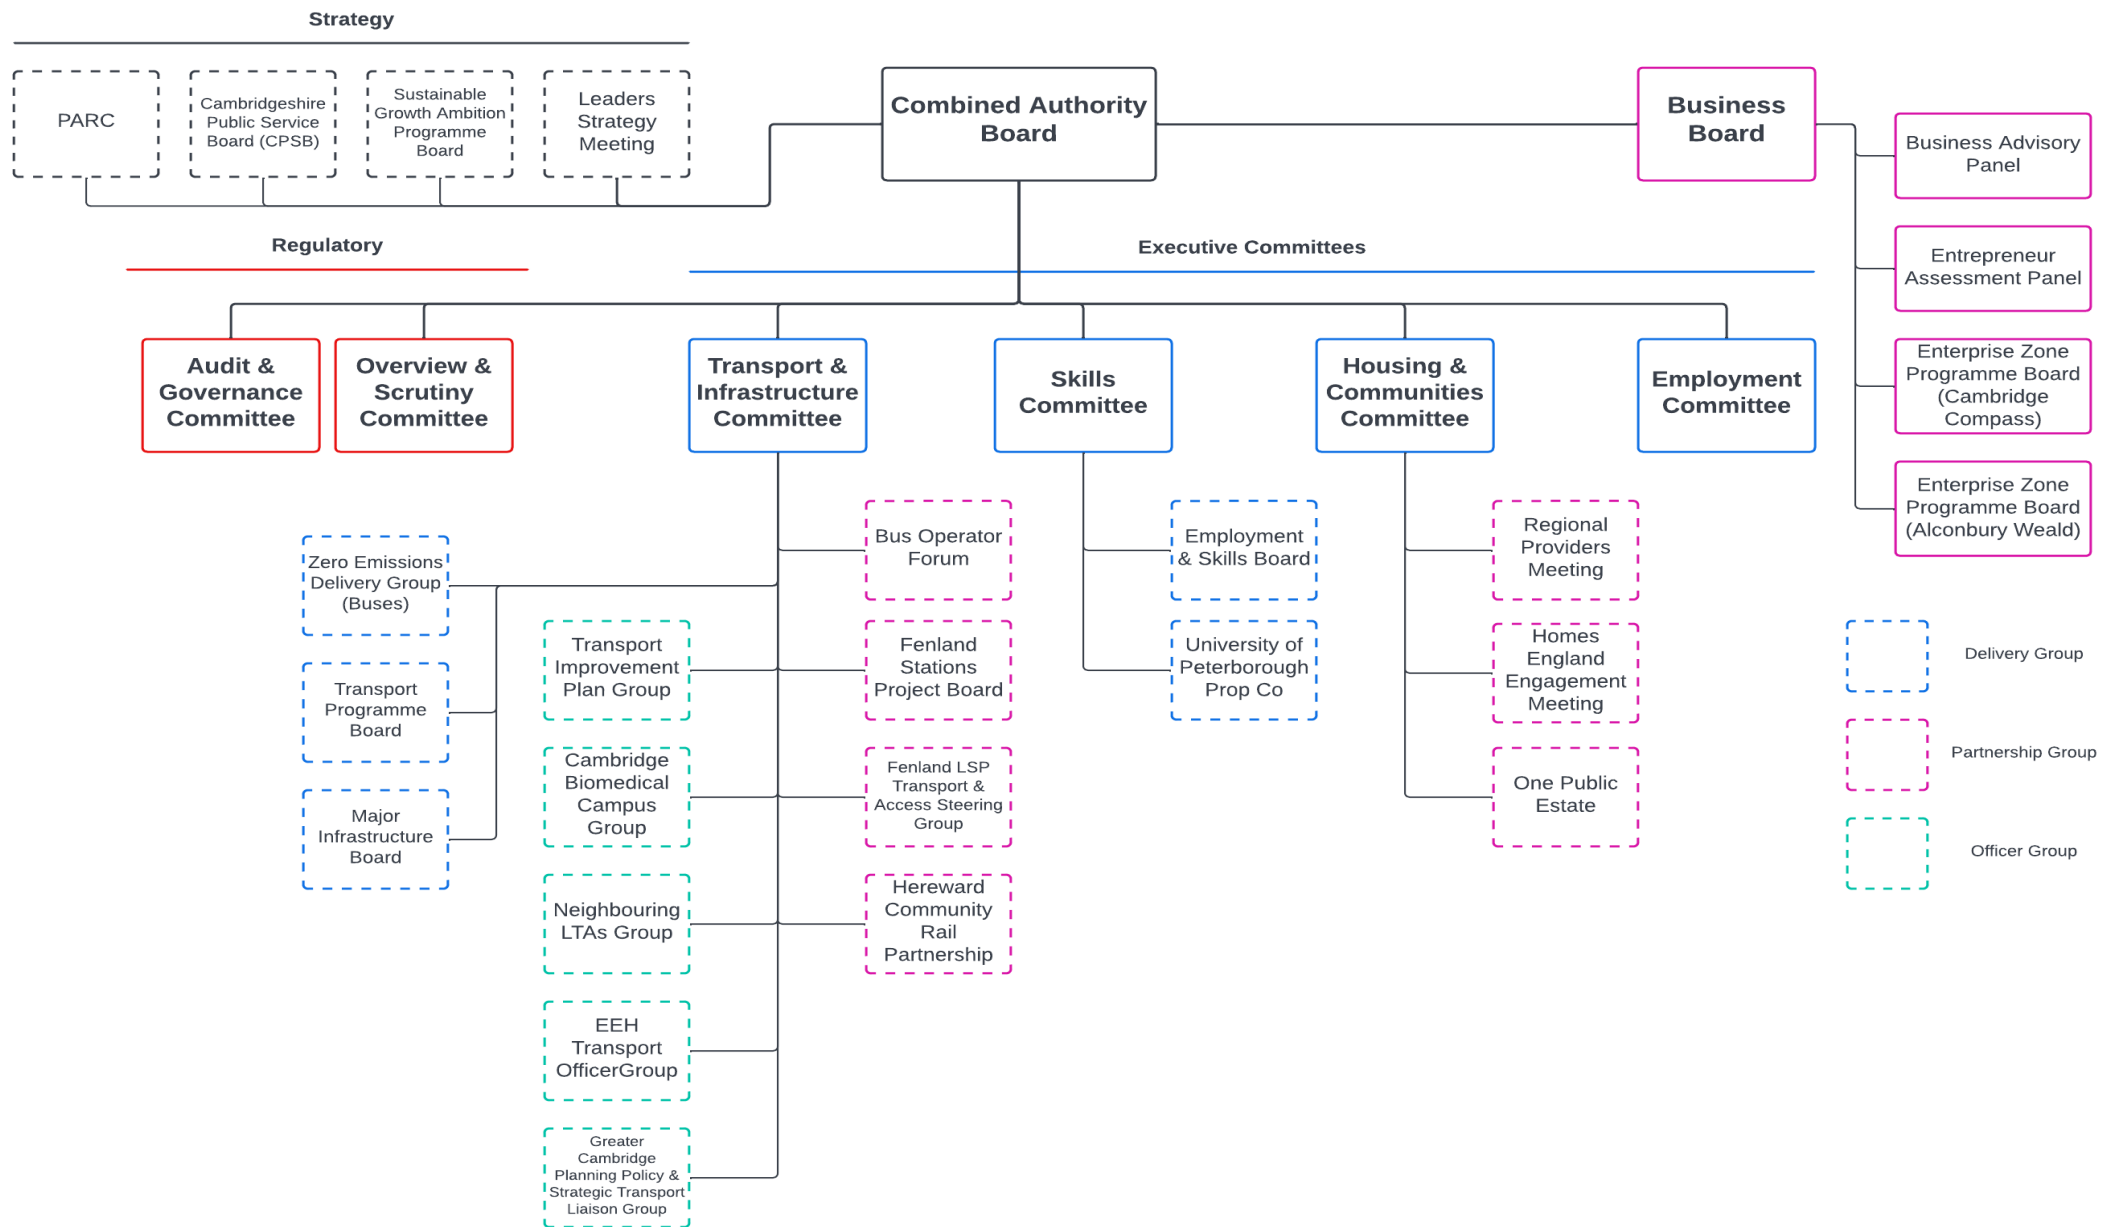 Strategy
PARC
Cambridgeshire
Public Service
Board (CPSB)
Sustainable
Growth Ambition
Programme
Board
Leaders
Strategy
Meeting
Combined Authority
Board
Business
Board
Business Advisory
Panel
Entrepreneur
Assessment Panel
Enterprise Zone
Programme Board
(Cambridge
Compass)
Enterprise Zone
Programme Board
(Alconbury Weald)
Regulatory
Executive Committees
Audit &
Governance
Committee
Overview &
Scrutiny
Committee
Transport &
Infrastructure
Committee
Skills
Committee
Housing &
Communities
Committee
Employment
Committee
Zero Emissions
Delivery Group
(Buses)
Transport
Programme
Board
Major
Infrastructure
Board
Transport
Improvement
Plan Group
Cambridge
Biomedical
Campus
Group
Neighbouring
LTAs Group
EEH
Transport
OfficerGroup
Greater
Cambridge
Planning Policy &
Strategic Transport
Liaison Group
Bus Operator
Forum
Fenland
Stations
Project Board
Fenland LSP
Transport &
Access Steering
Group
Hereward
Community
Rail
Partnership
Employment
& Skills Board
University of
Peterborough
Prop Co
Regional
Providers
Meeting
Homes
England
Engagement
Meeting
One Public
Estate
Delivery Group
Partnership Group
Officer Group